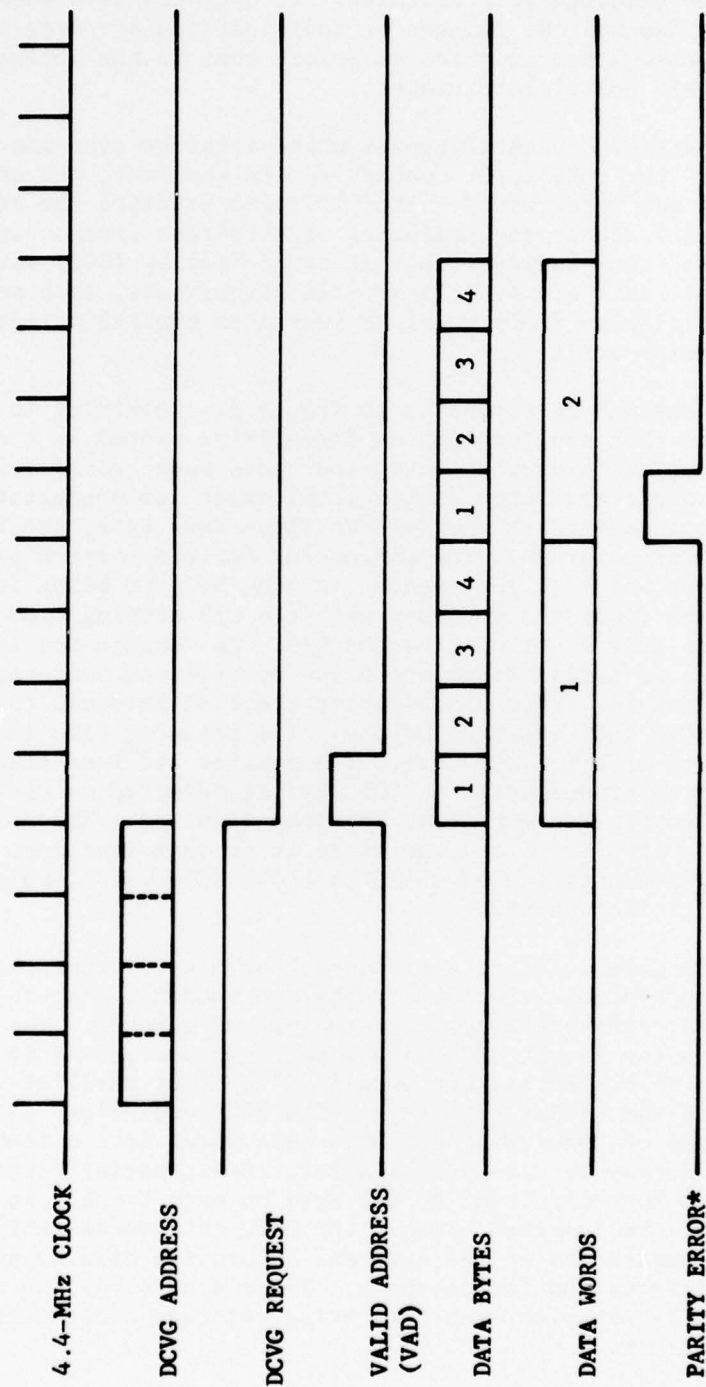 4.4-MHz CLOCK
DCVG ADDRESS
DCVG REQUEST
VALID ADDRESS
(VAD)
DATA BYTES
1 2 3 4 1 2 3 4
DATA WORDS
1 2
PARITY ERROR*